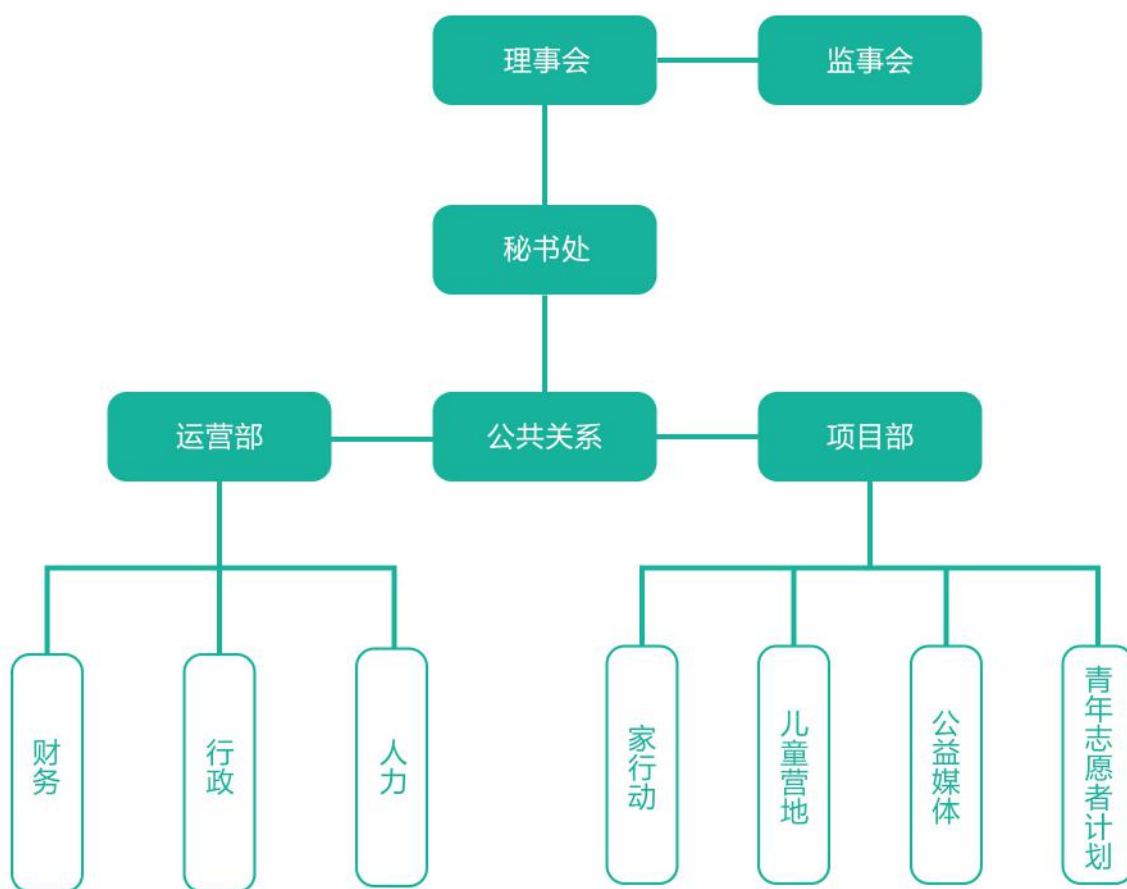 理事会
监事会
秘书处
运营部
公共关系
项目部
财务
行政
人力
家行动
儿童营地
公益媒体
青年志愿者计划